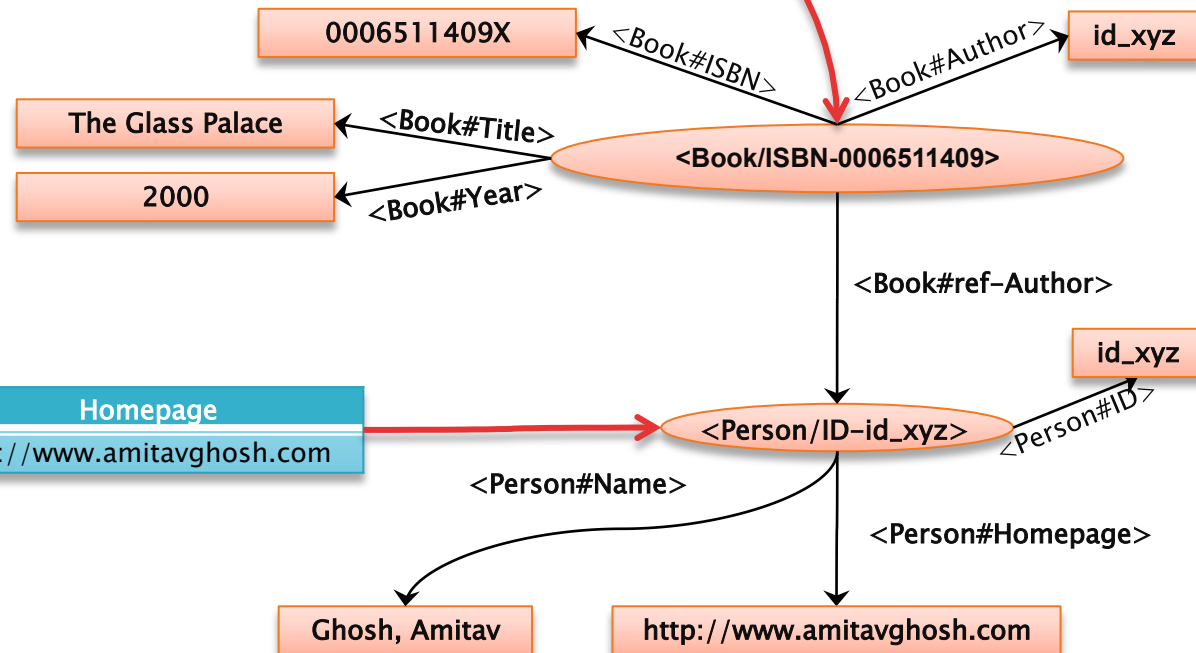 0006511409X
<Book#ISBN>
<Book#Author>
id_xyz
The Glass Palace
<Book#Title>
<Book/ISBN-0006511409>
2000
<Book#Year>
<Book#ref-Author>
id_xyz
Homepage
<Person/ID-id_xyz>
<Person#ID>
://www.amitavghosh.com
<Person#Name>
<Person#Homepage>
Ghosh, Amitav
http://www.amitavghosh.com